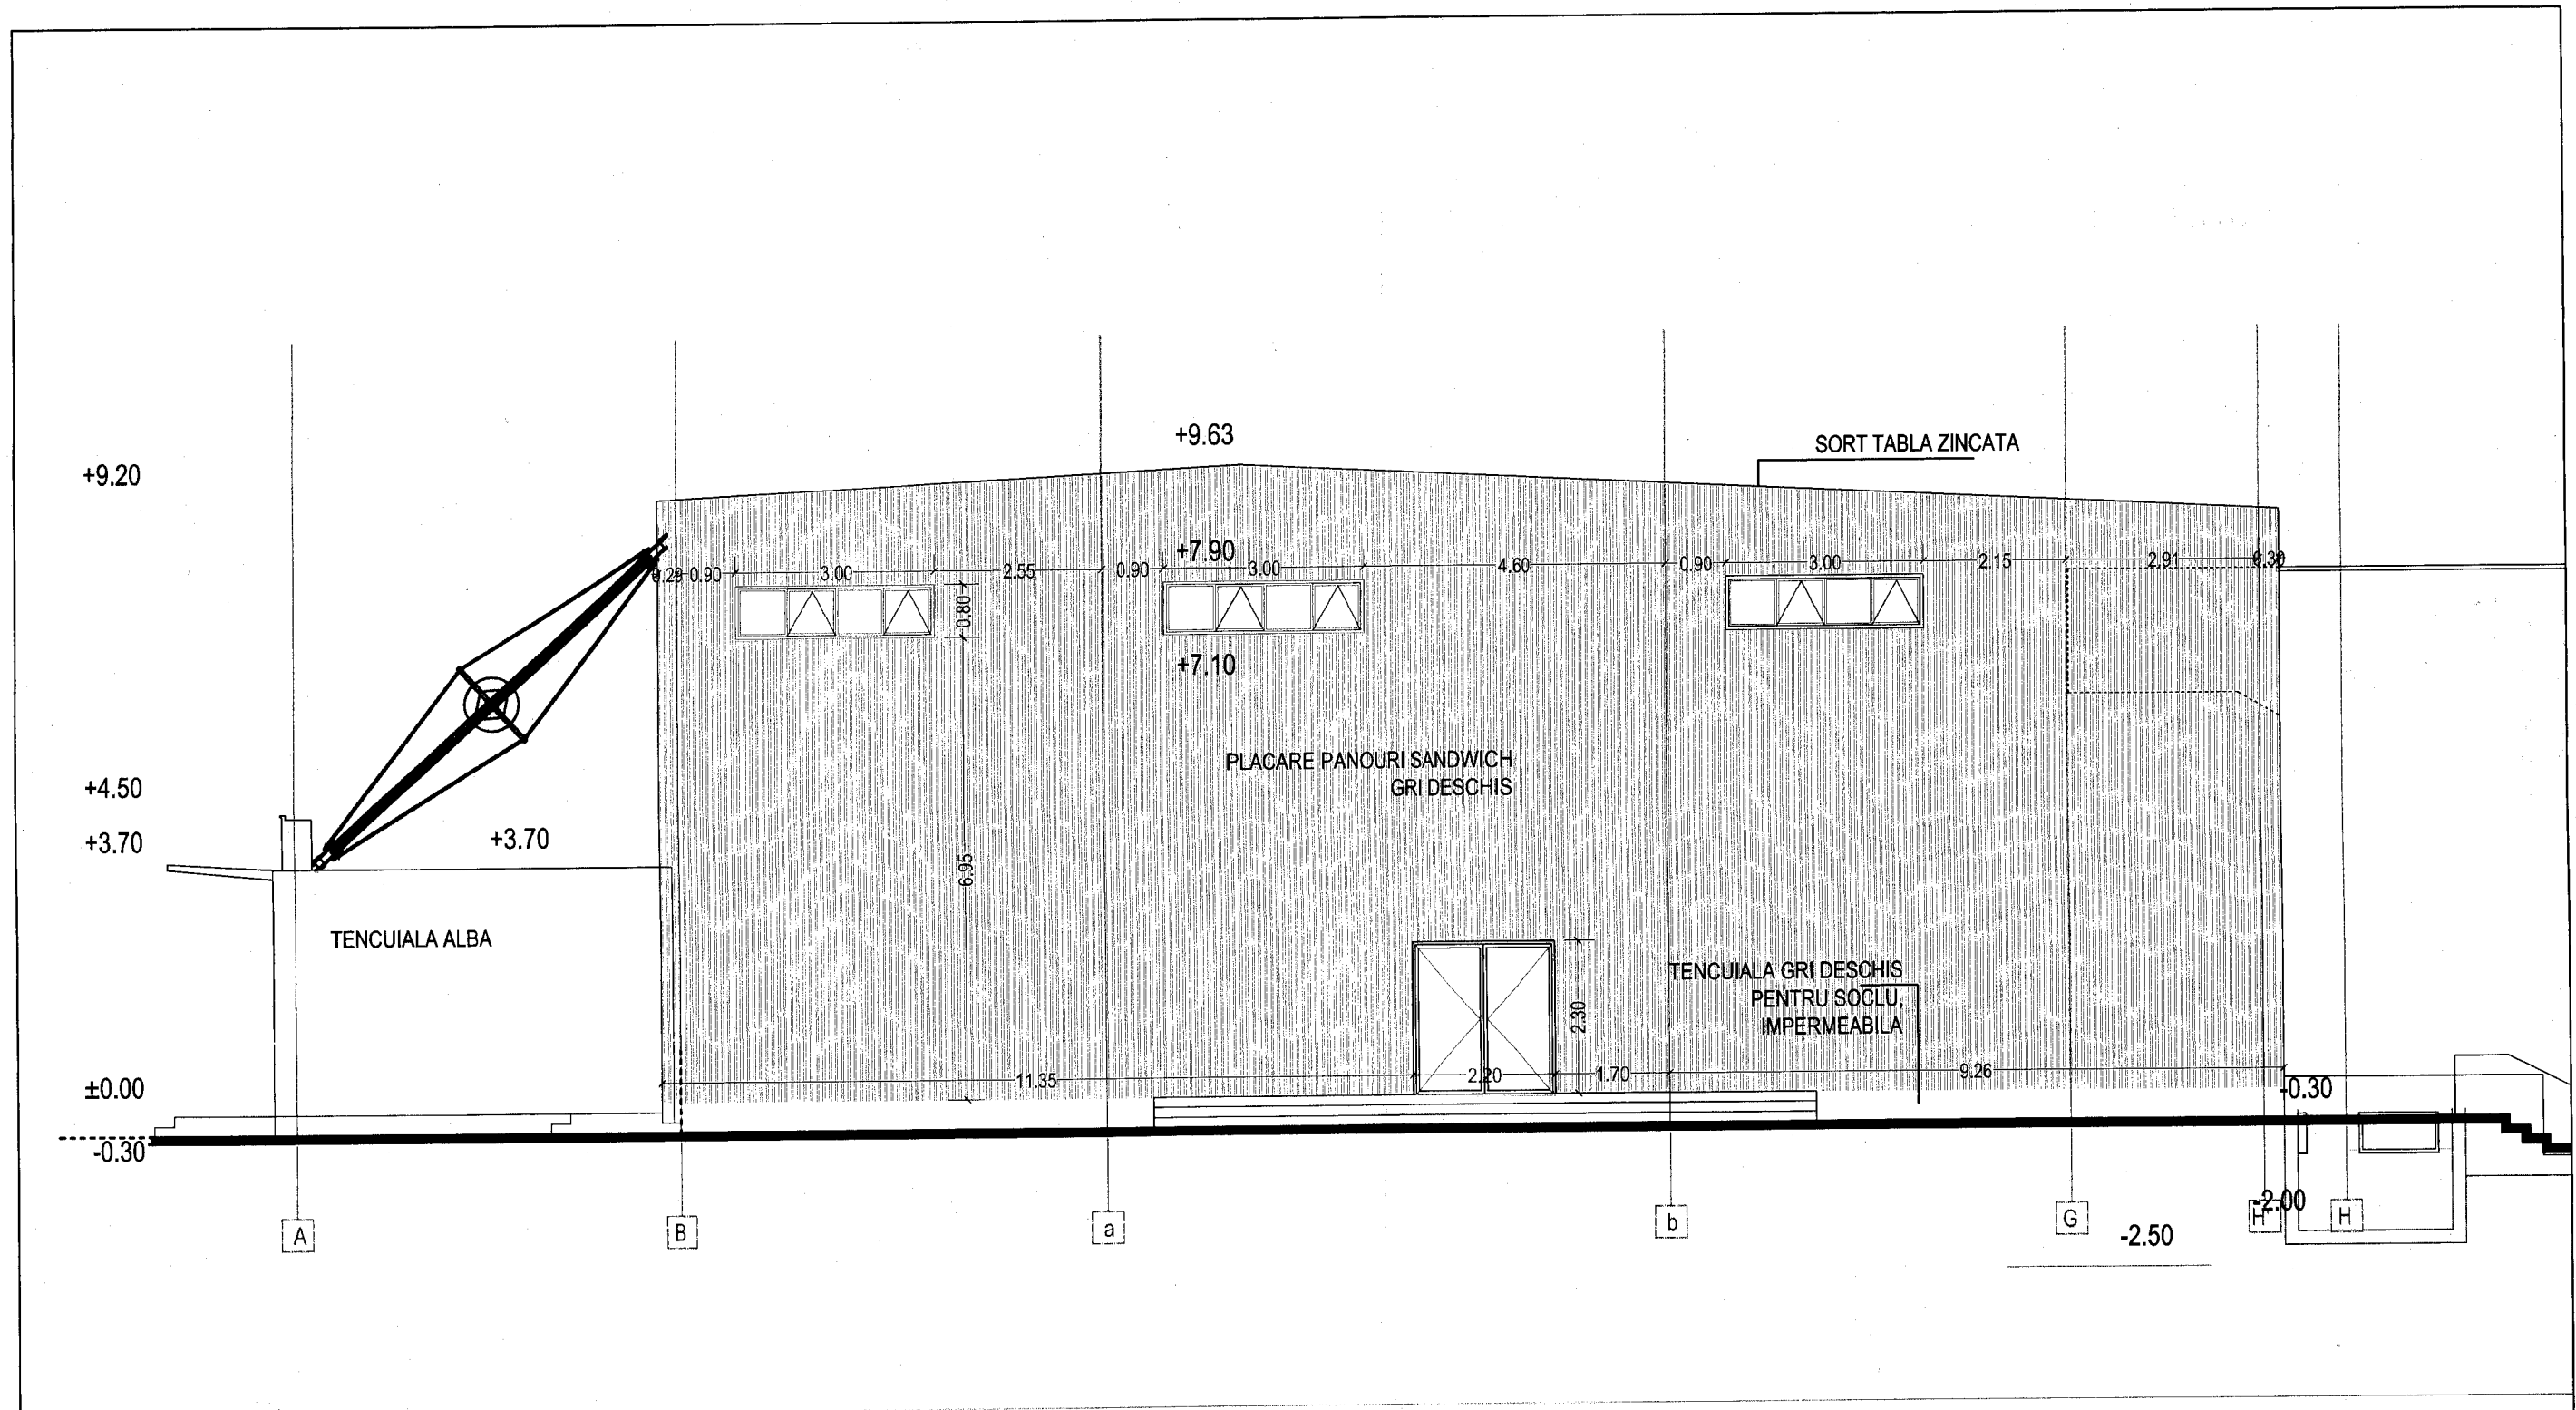 +9.63
SORT TABLA ZINCATA
+9.20
+7.90
0.90
3.00
2.55
0.90
3.00
4.60
0.90
3.00
2.15
2.91
0.30
0.80
+7.10
PLACARE PANOURI SANDWICH
GRI DESCHIS
+4.50
+3.70
+3.70
6.95
TENCUIALA ALBA
TENCUIALA GRI DESCHIS
PENTRU SOCLU,
IMPERMEABILA
2.30
11.35
2.20
1.70
9.26
±0.00
-0.30
-0.30
-2.00
A
B
a
b
G
H'
H
-2.50